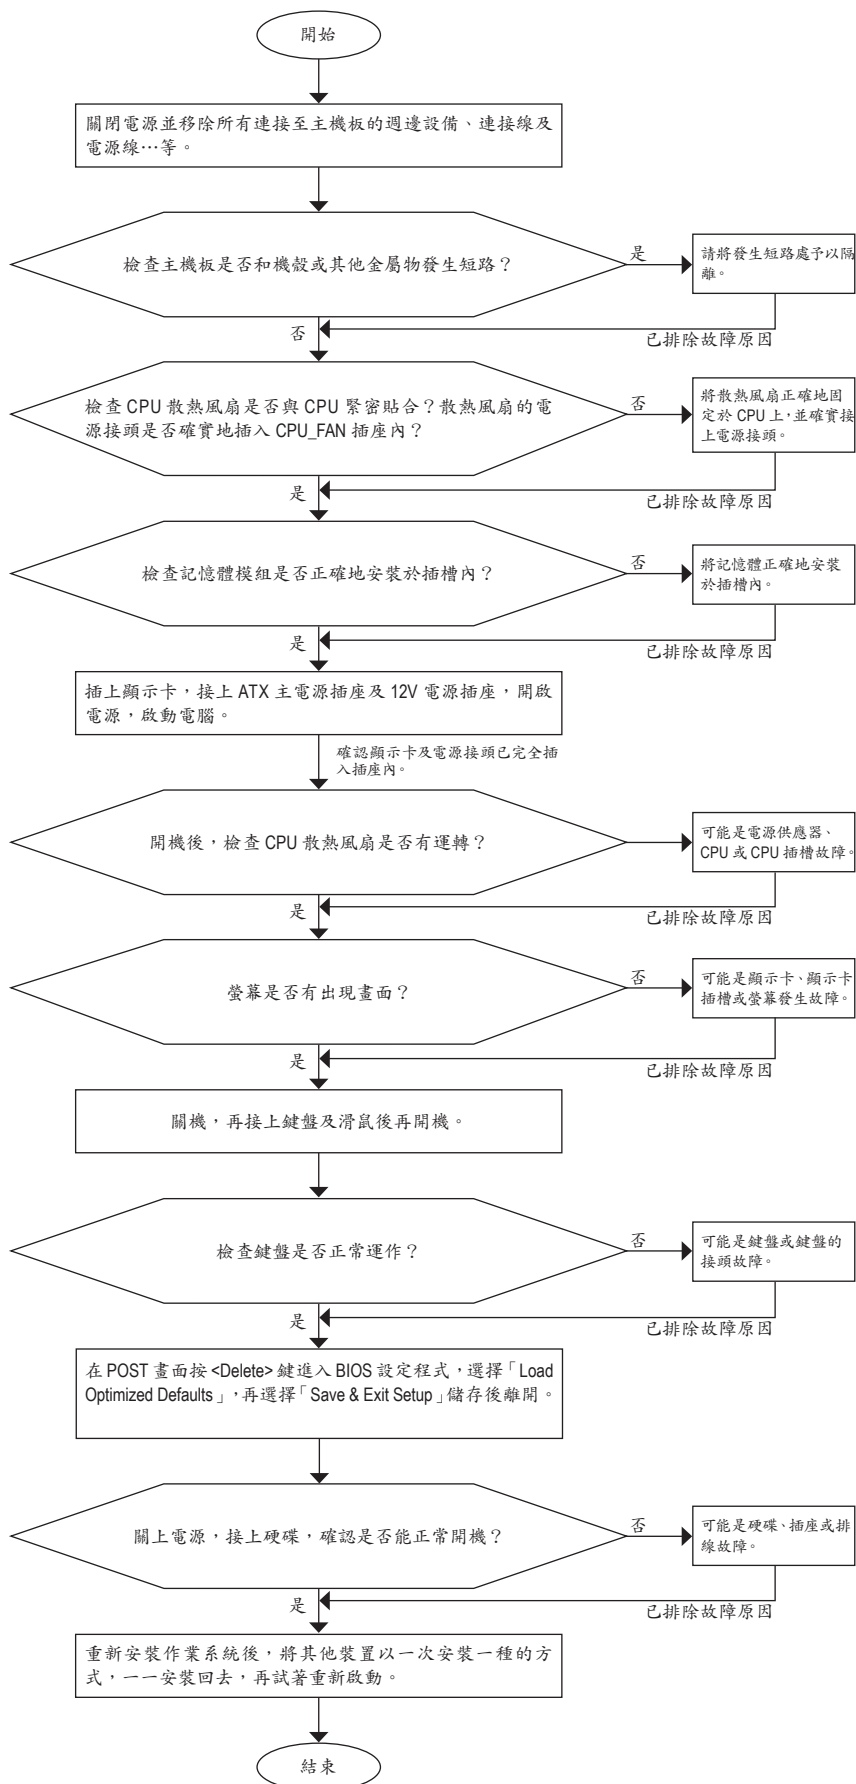 開始
關閉電源並移除所有連接至主機板的週邊設備、連接線及
電源線…等。
檢查主機板是否和機殼或其他金屬物發生短路？
是
請將發生短路處予以隔
離。
否
已排除故障原因
檢查 CPU 散熱風扇是否與 CPU 緊密貼合？散熱風扇的電
源接頭是否確實地插入 CPU_FAN 插座內？
否
將散熱風扇正確地固
定於 CPU 上，並確實接
上電源接頭。
是
已排除故障原因
檢查記憶體模組是否正確地安裝於插槽內？
否
將記憶體正確地安裝
於插槽內。
是
已排除故障原因
插上顯示卡，接上 ATX 主電源插座及 12V 電源插座，開啟
電源，啟動電腦。
確認顯示卡及電源接頭已完全插
入插座內。
開機後，檢查 CPU 散熱風扇是否有運轉？
可能是電源供應器、
CPU 或 CPU 插槽故障。
是
已排除故障原因
螢幕是否有出現畫面？
否
可能是顯示卡、顯示卡
插槽或螢幕發生故障。
是
已排除故障原因
關機，再接上鍵盤及滑鼠後再開機。
檢查鍵盤是否正常運作？
否
可能是鍵盤或鍵盤的
接頭故障。
是
已排除故障原因
在 POST 畫面按 <Delete> 鍵進入 BIOS 設定程式，選擇「Load
Optimized Defaults」，再選擇「Save & Exit Setup」儲存後離開。
關上電源，接上硬碟，確認是否能正常開機？
否
可能是硬碟、插座或排
線故障。
是
已排除故障原因
重新安裝作業系統後，將其他裝置以一次安裝一種的方
式，一一安裝回去，再試著重新啟動。
結束